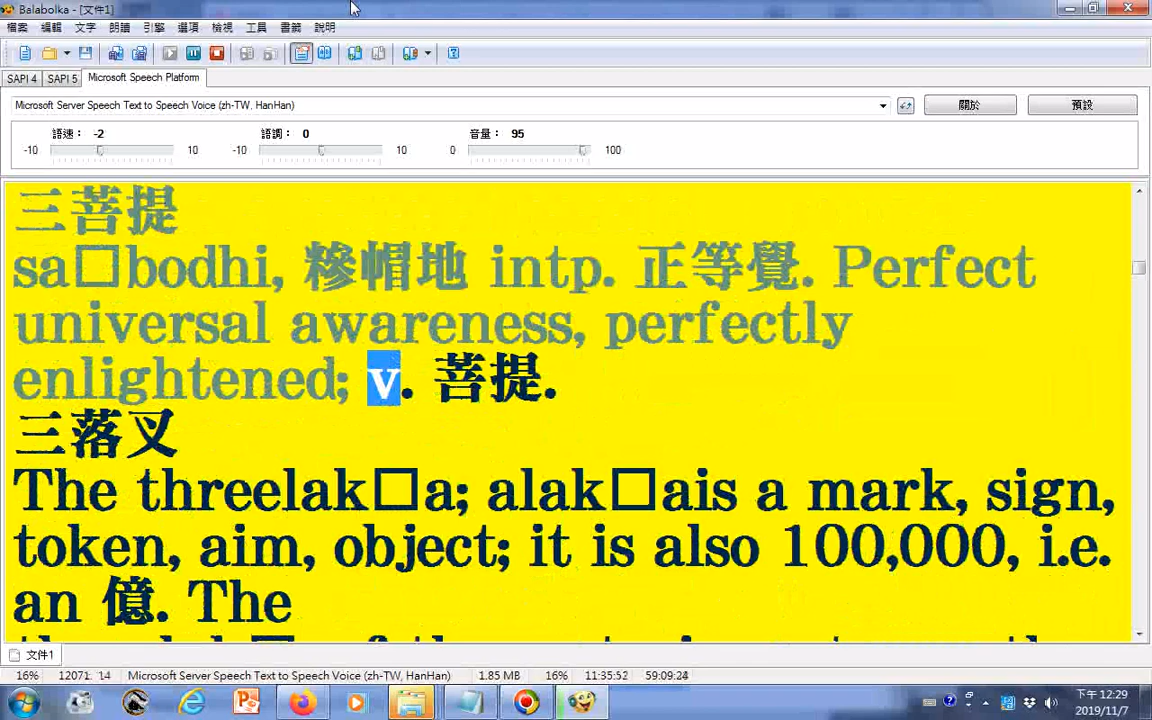 Balabolka - [文件1]
檔案 編輯 文字 朗讀 引擎 選項 檢視 工具 書籤 說明
SAPI 4 SAPI 5 Microsoft Speech Platform
Microsoft Server Speech Text to Speech Voice (zh-TW, HanHan) 關於 預設
語速： -2 語調： 0 音量： 95
-10 10 -10 10 0 100
三菩提
sa□bodhi, 糝帽地 intp. 正等覺. Perfect
universal awareness, perfectly
enlightened; v. 菩提.
三落叉
The threelak□a; alak□ais a mark, sign,
token, aim, object; it is also 100,000, i.e.
an 億. The
文件1
16% 12071: 14 Microsoft Server Speech Text to Speech Voice (zh-TW, HanHan) 1.85 MB 16% 11:35:52 59:09:24
下午 12:29
2019/11/7